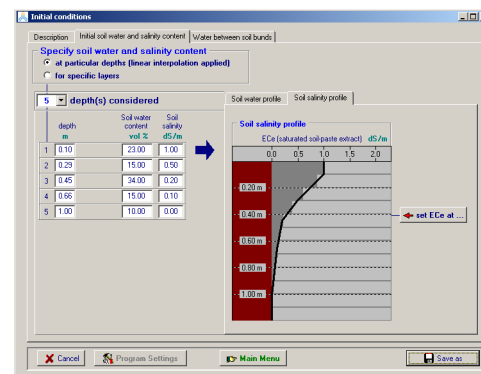 Initial conditions
Description
Initial soil water and salinity content
Water between soil bunds
Specify soil water and salinity content
at particular depths (linear interpolation applied)
for specific layers
5 depth(s) considered
depth Soil water content Soil salinity
m vol % dS/m
1 0.10 23.00 1.00
2 0.29 15.00 0.50
3 0.45 34.00 0.20
4 0.66 15.00 0.10
5 1.00 10.00 0.00
Soil water profile
Soil salinity profile
Soil salinity profile
ECe (saturated soil-paste extract) dS/m
0.0 0.5 1.0 1.5 2.0
0.20 m
0.40 m
0.60 m
0.80 m
1.00 m
set ECe at ...
Cancel
Program Settings
Main Menu
Save as